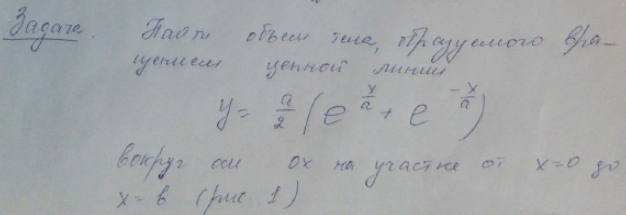 Задача. Найти объем тела, образуемого вра-
щением цепной линии
y = a/2 (e^{x/a} + e^{-x/a})
вокруг оси ох на участке от x=0 до
x=в (рис 1)